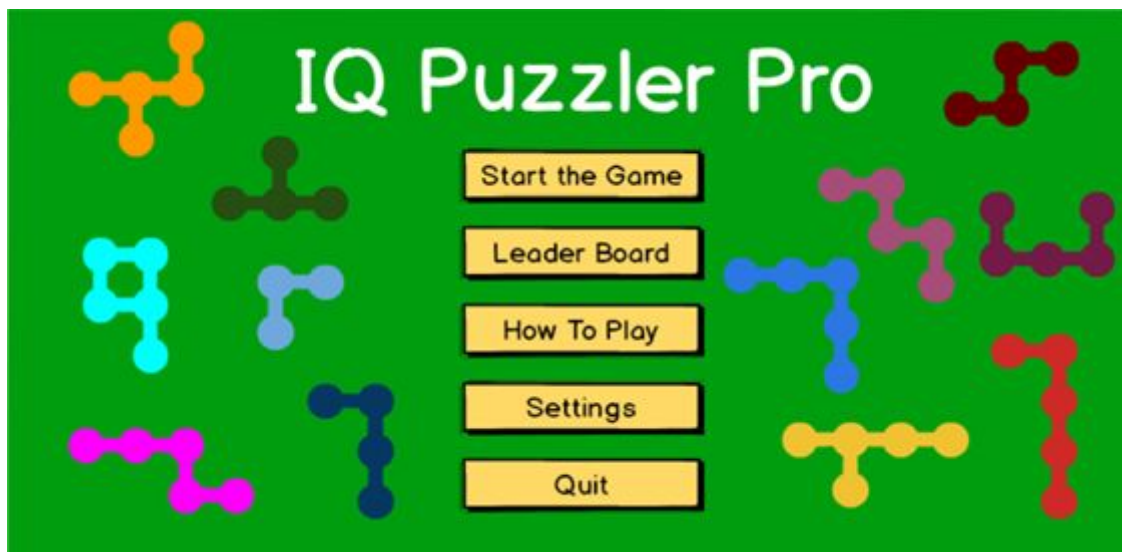 IQ Puzzler Pro
Start the Game
Leader Board
How To Play
Settings
Quit